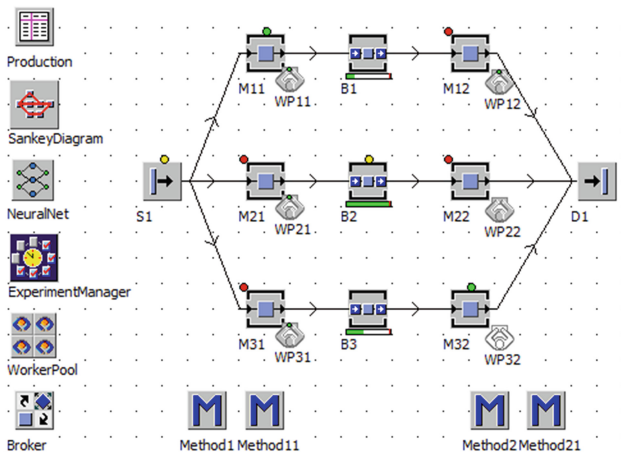 Production
SankeyDiagram
NeuralNet
ExperimentManager
WorkerPool
Broker
S1
M11
WP11
B1
M12
WP12
M21
WP21
B2
M22
WP22
D1
M31
WP31
B3
M32
WP32
Method1 Method11
Method2 Method21